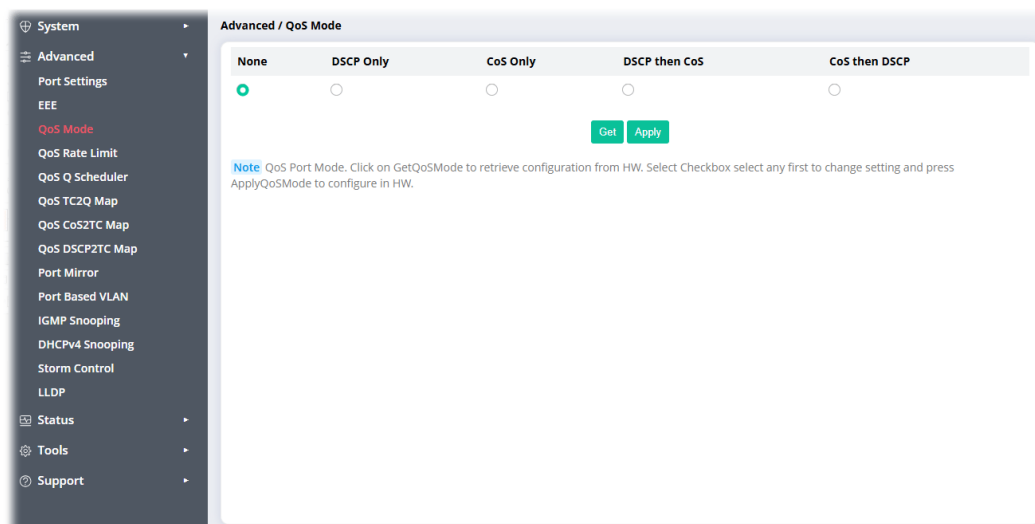 System
Advanced
Port Settings
EEE
QoS Mode
QoS Rate Limit
QoS Q Scheduler
QoS TC2Q Map
QoS CoS2TC Map
QoS DSCP2TC Map
Port Mirror
Port Based VLAN
IGMP Snooping
DHCPv4 Snooping
Storm Control
LLDP
Status
Tools
Support
Advanced / QoS Mode
None DSCP Only CoS Only DSCP then CoS CoS then DSCP
Get Apply
Note QoS Port Mode. Click on GetQoSMode to retrieve configuration from HW. Select Checkbox select any first to change setting and press
ApplyQoSMode to configure in HW.